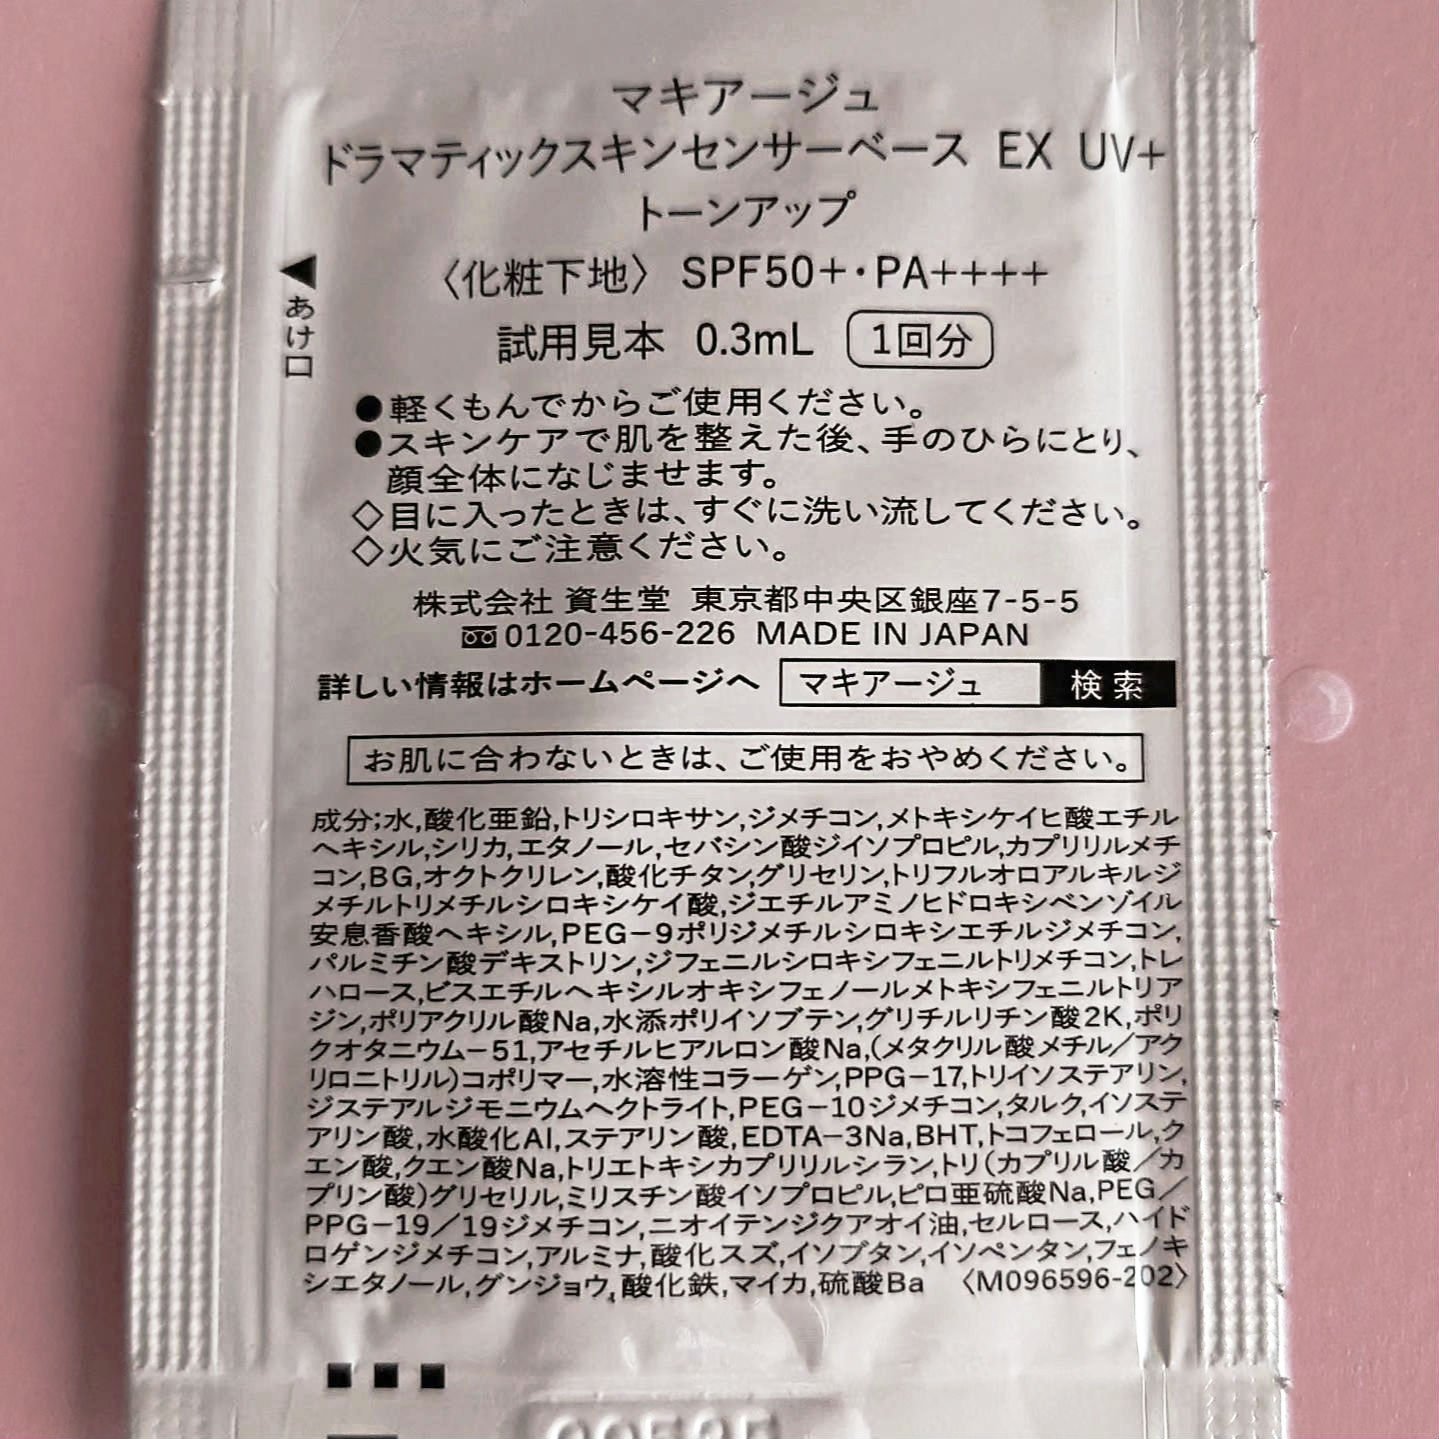 マキアージュ
ドラマティックスキンセンサーベース EX UV+
トーンアップ
〈化粧下地〉 SPF50+・PA++++
◀あけ口
試用見本 0.3mL 1回分
●軽くもんでからご使用ください。
●スキンケアで肌を整えた後、手のひらにとり、
顔全体になじませます。
◇目に入ったときは、すぐに洗い流してください。
◇火気にご注意ください。
株式会社 資生堂 東京都中央区銀座7-5-5
0120-456-226 MADE IN JAPAN
詳しい情報はホームページへ マキアージュ 検索
お肌に合わないときは、ご使用をおやめください。
成分;水,酸化亜鉛,トリシロキサン,ジメチコン,メトキシケイヒ酸エチル
ヘキシル,シリカ,エタノール,セバシン酸ジイソプロピル,カプリリルメチ
コン,BG,オクトクリレン,酸化チタン,グリセリン,トリフルオロアルキルジ
メチルトリメチルシロキシケイ酸,ジエチルアミノヒドロキシベンゾイル
安息香酸ヘキシル,PEG-9ポリジメチルシロキシエチルジメチコン,
パルミチン酸デキストリン,ジフェニルシロキシフェニルトリメチコン,トレ
ハロース,ビスエチルヘキシルオキシフェノールメトキシフェニルトリア
ジン,ポリアクリル酸Na,水添ポリイソブテン,グリチルリチン酸2K,ポリ
クオタニウム-51,アセチルヒアルロン酸Na,(メタクリル酸メチル/アク
リロニトリル)コポリマー,水溶性コラーゲン,PPG-17,トリイソステアリン,
ジステアルジモニウムヘクトライト,PEG-10ジメチコン,タルク,イソステ
アリン酸,水酸化Al,ステアリン酸,EDTA-3Na,BHT,トコフェロール,ク
エン酸,クエン酸Na,トリエトキシカプリリルシラン,トリ(カプリル酸/カ
プリン酸)グリセリル,ミリスチン酸イソプロピル,ピロ亜硫酸Na,PEG/
PPG-19/19ジメチコン,ニオイテンジクアオイ油,セルロース,ハイド
ロゲンジメチコン,アルミナ,酸化スズ,イソブタン,イソペンタン,フェノキ
シエタノール,グンジョウ,酸化鉄,マイカ,硫酸Ba 〈M096596-202〉